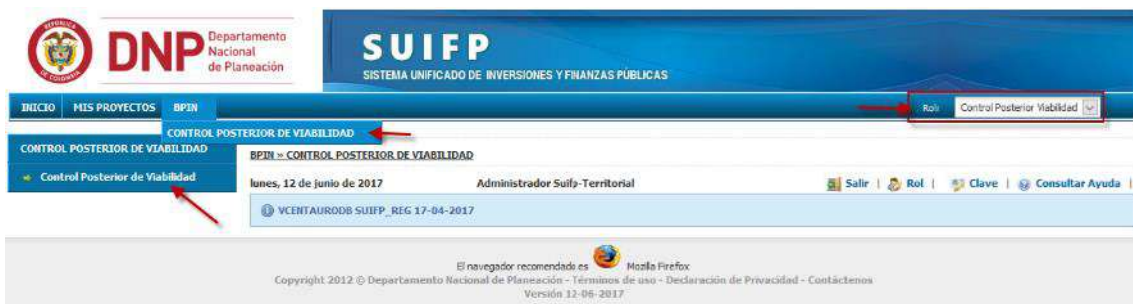 REPUBLICA
DE COLOMBIA
DNP
Departamento
Nacional
de Planeación
SUIFP
SISTEMA UNIFICADO DE INVERSIONES Y FINANZAS PÚBLICAS
INICIO MIS PROYECTOS BPIN
Rol: Control Posterior Viabilidad
CONTROL POSTERIOR DE VIABILIDAD
CONTROL POSTERIOR DE VIABILIDAD
Control Posterior de Viabilidad
BPIN » CONTROL POSTERIOR DE VIABILIDAD
lunes, 12 de junio de 2017 Administrador Suifp-Territorial Salir | Rol | Clave | Consultar Ayuda |
VCENTAURODB SUIFP_REG 17-04-2017
El navegador recomendado es Mozilla Firefox
Copyright 2012 © Departamento Nacional de Planeación - Términos de uso - Declaración de Privacidad - Contáctenos
Versión 12-06-2017